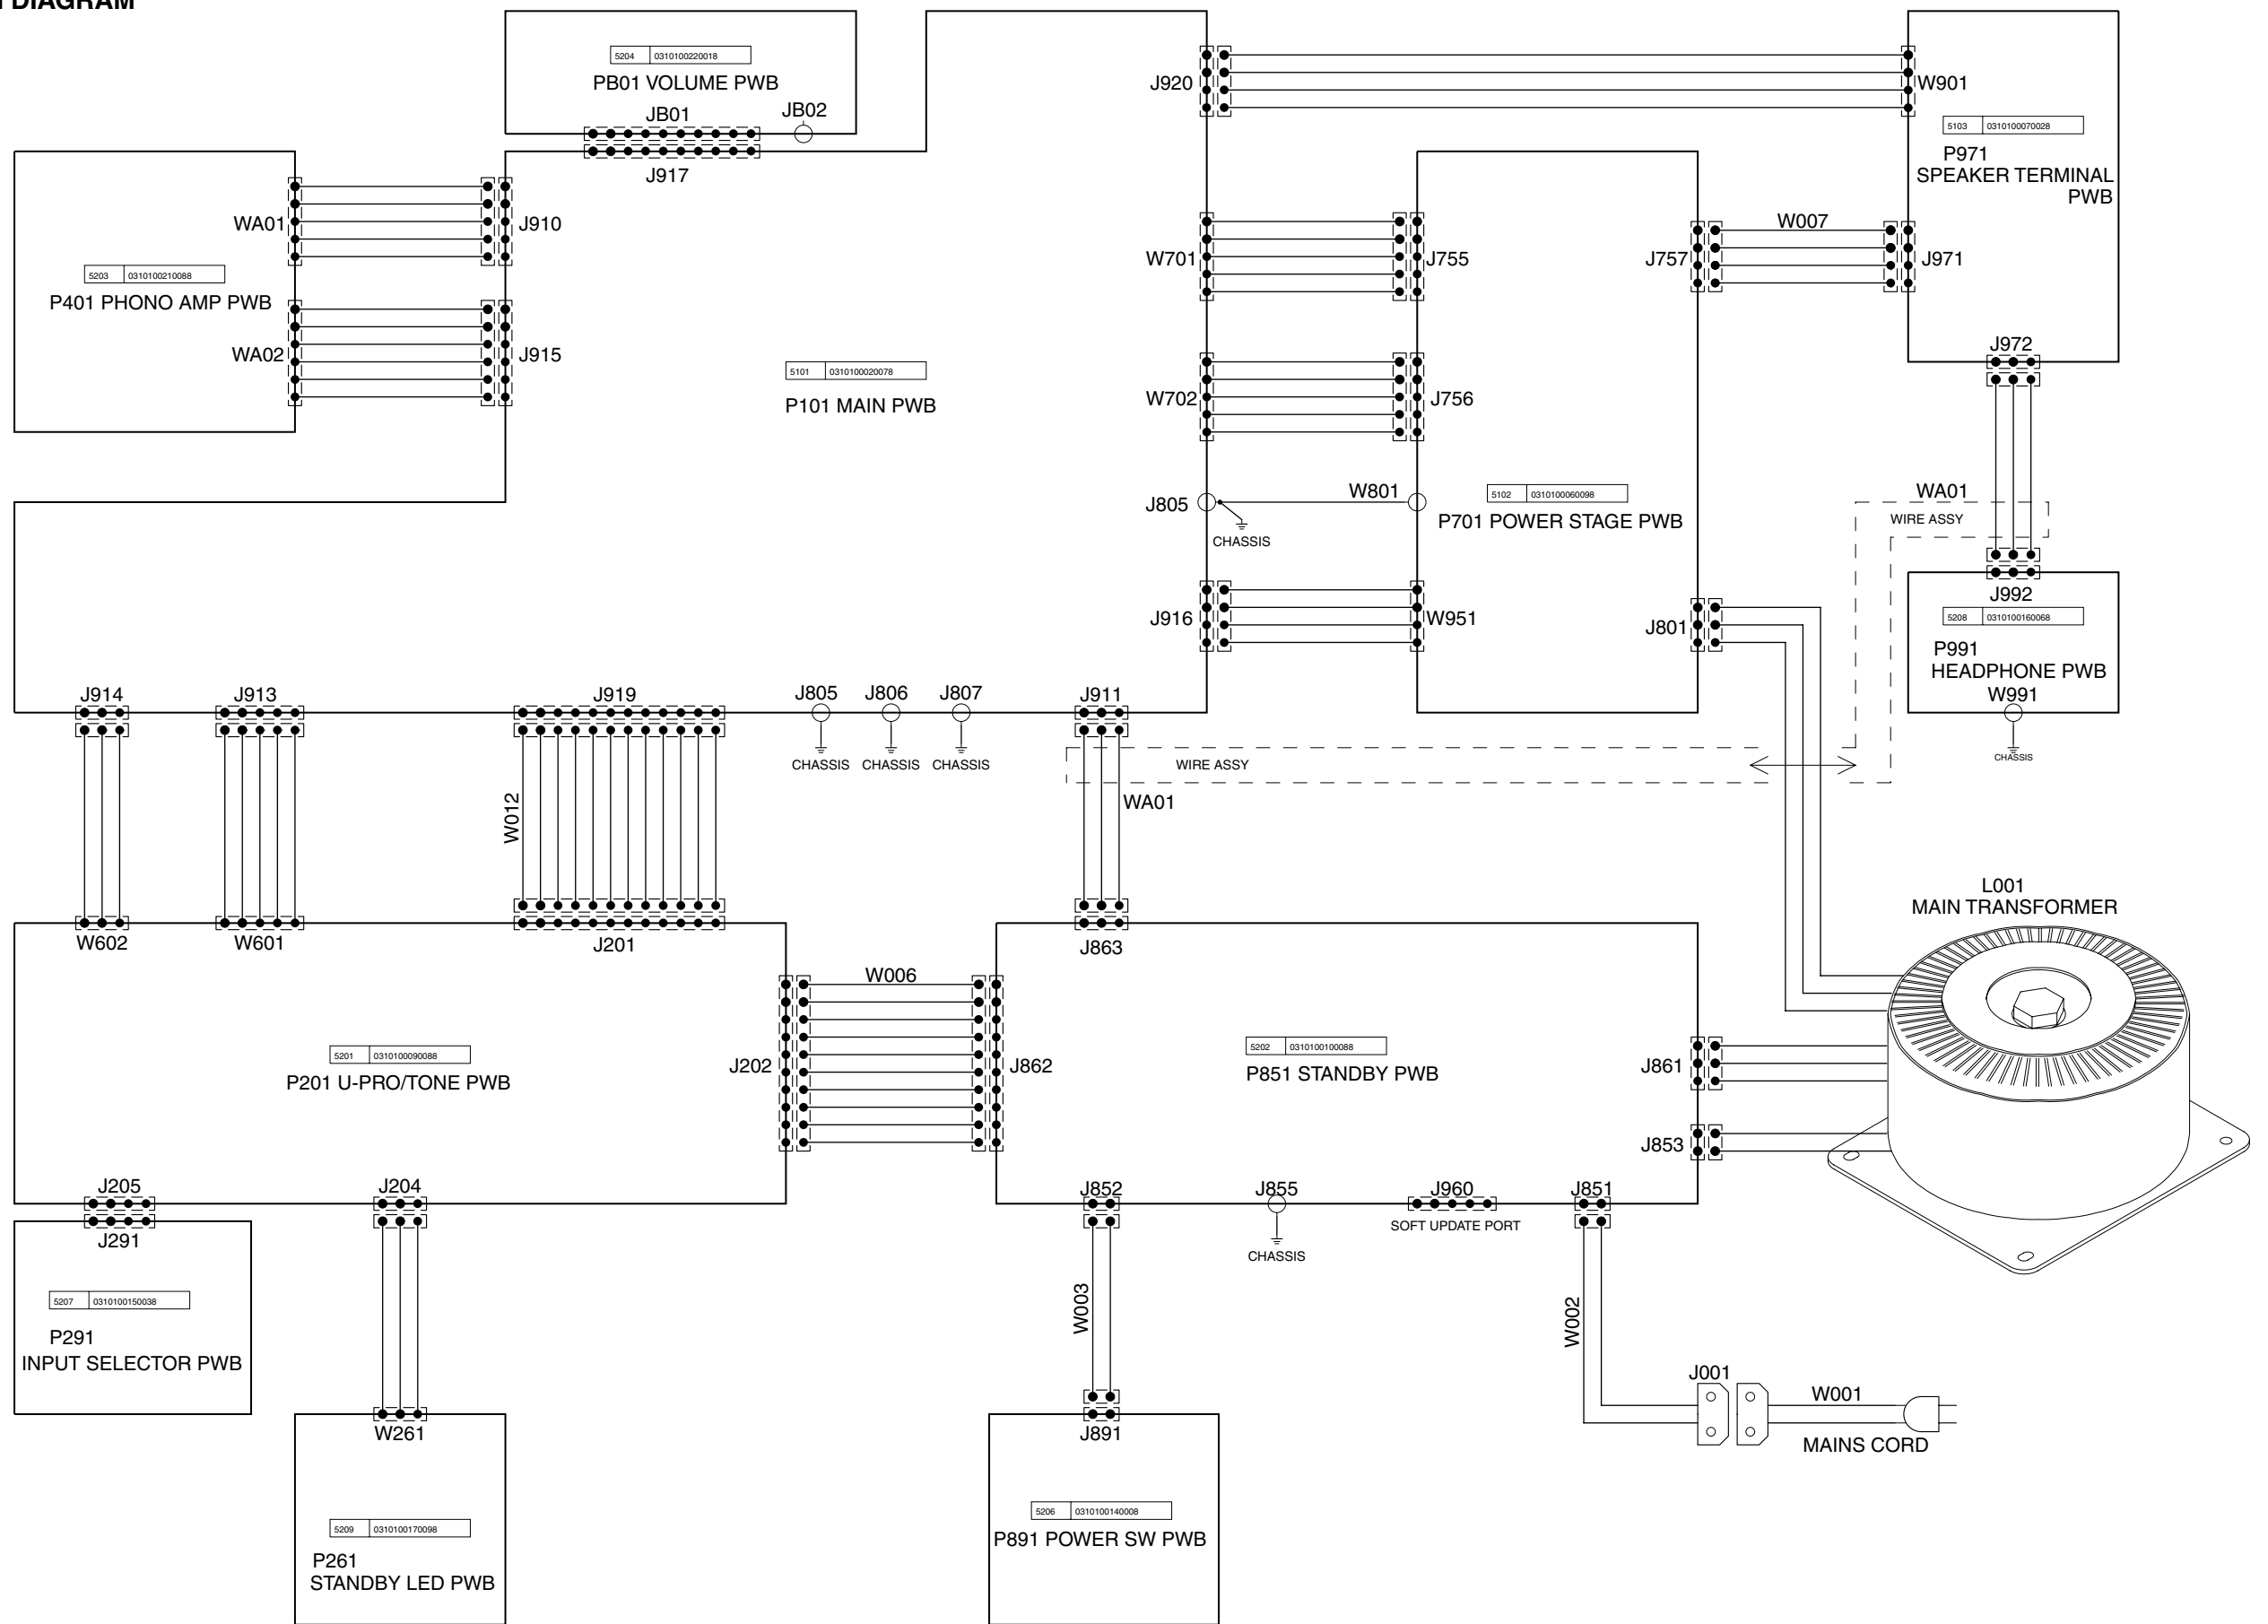 DIAGRAM
5204 0310100220018
PB01 VOLUME PWB
JB01
JB02
J917
J920
W901
5103 0310100070028
P971
SPEAKER TERMINAL
PWB
WA01
J910
5203 0310100210088
P401 PHONO AMP PWB
WA02
J915
5101 0310100020078
P101 MAIN PWB
W701
J755
J757
W007
J971
W702
J756
J972
J805
CHASSIS
W801
5102 0310100060098
P701 POWER STAGE PWB
WA01
WIRE ASSY
J916
W951
J801
J992
5208 0310100160068
P991
HEADPHONE PWB
W991
CHASSIS
J914
J913
J919
J805
J806
J807
J911
CHASSIS
CHASSIS
CHASSIS
WIRE ASSY
W012
WA01
L001
MAIN TRANSFORMER
W602
W601
J201
J863
W006
5201 0310100090088
P201 U-PRO/TONE PWB
J202
J862
5202 0310100100088
P851 STANDBY PWB
J861
J853
J205
J204
J852
J855
J960
J851
CHASSIS
SOFT UPDATE PORT
J291
5207 0310100150038
P291
INPUT SELECTOR PWB
W003
W002
J001
W001
MAINS CORD
W261
J891
5209 0310100170098
P261
STANDBY LED PWB
5206 0310100140008
P891 POWER SW PWB